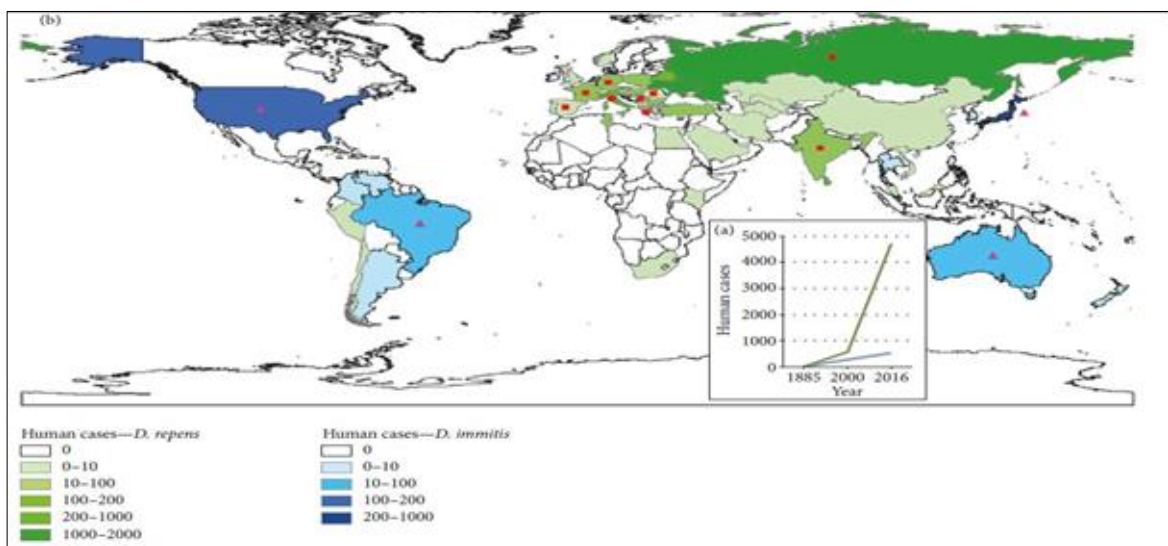 (b)
(a)
5000
4000
3000
2000
1000
0
Human cases
1885 2000 2016
Year
Human cases—D. repens
0
0–10
10–100
100–200
200–1000
1000–2000
Human cases—D. immitis
0
0–10
10–100
100–200
200–1000